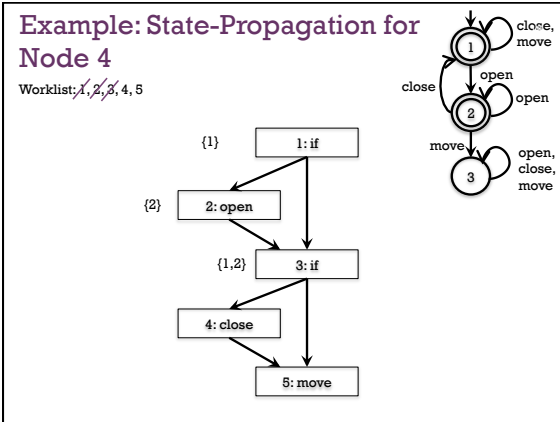 Example: State-Propagation for
Node 4
Worklist: 1, 2, 3, 4, 5
close,
move
1
open
close
open
2
move
open,
close,
move
3
{1}
1: if
{2}
2: open
{1,2}
3: if
4: close
5: move